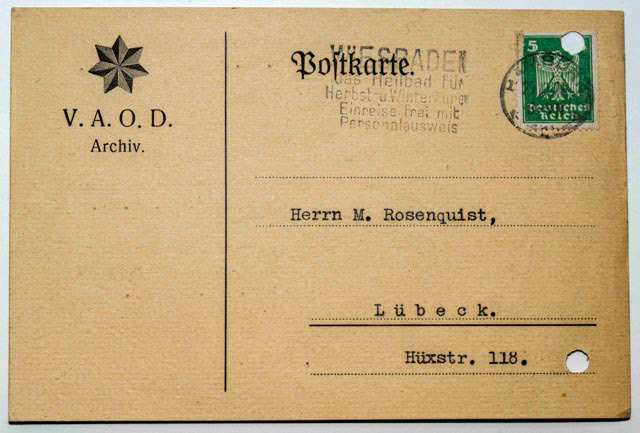 V. A. O. D.
Archiv.
Postkarte.
WIESBADEN
das Heilbad für
Herbst-u Winterkuren
Einreise frei mit
Personalausweis
5
Deutsches
Reich
Herrn M. Rosenquist,
Lübeck.
Hüxstr. 118.